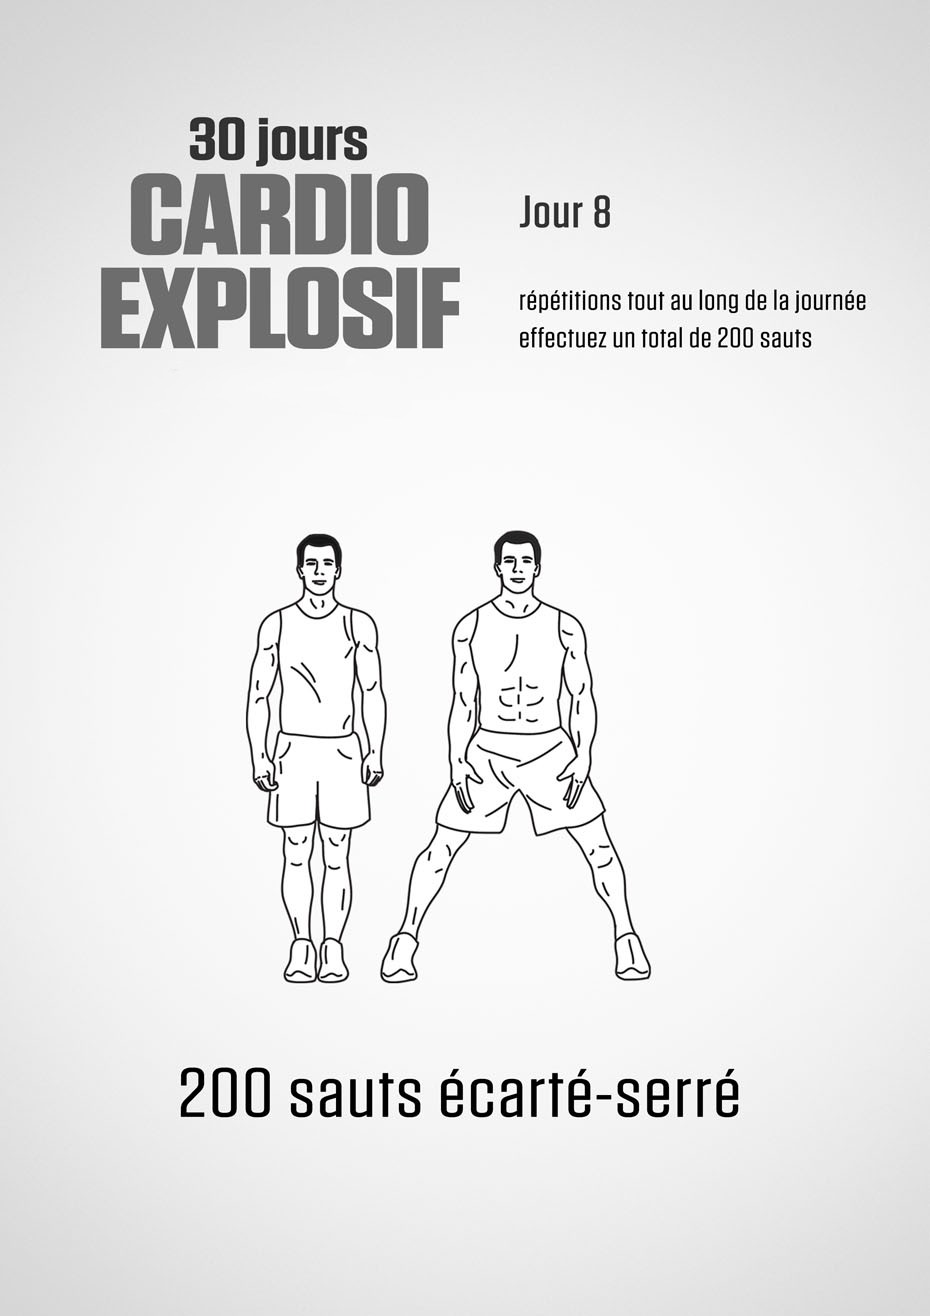 30 jours
CARDIO
EXPLOSIF
Jour 8
répétitions tout au long de la journée
effectuez un total de 200 sauts
200 sauts écarté-serré